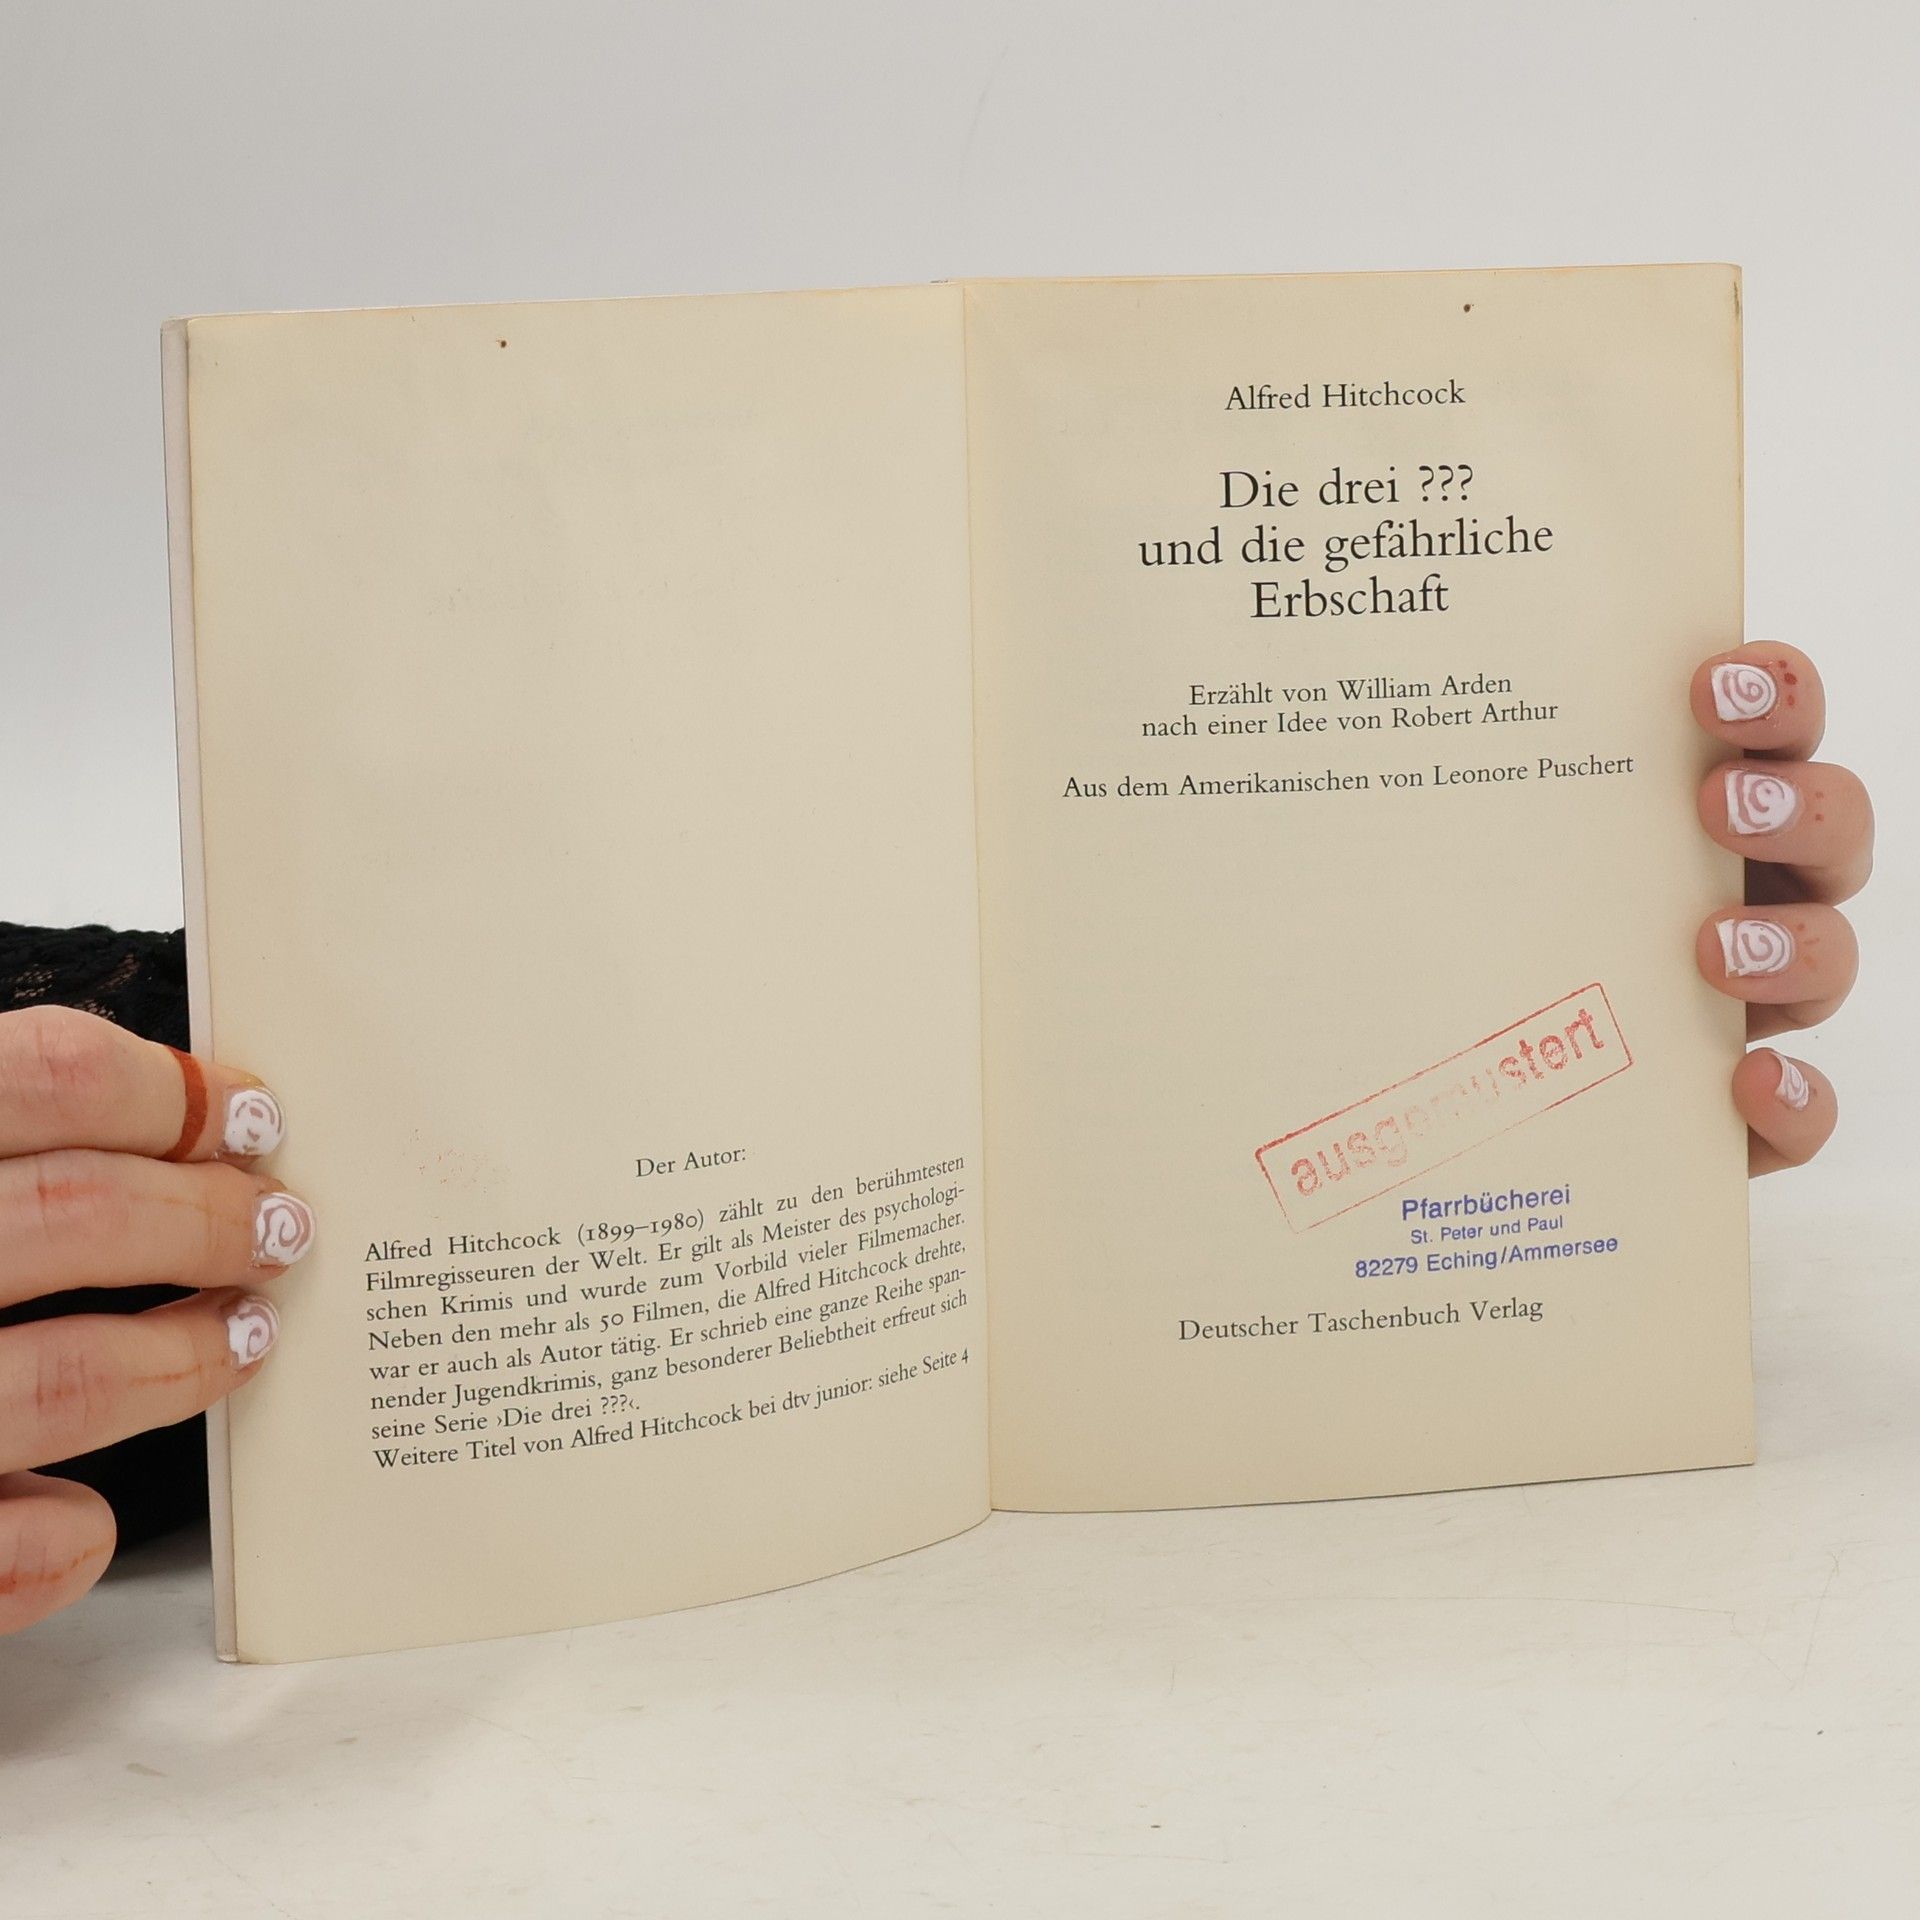 Der Autor:
Alfred Hitchcock (1899–1980) zählt zu den berühmtesten
Filmregisseuren der Welt. Er gilt als Meister des psychologi-
schen Krimis und wurde zum Vorbild vieler Filmemacher.
Neben den mehr als 50 Filmen, die Alfred Hitchcock drehte,
war er auch als Autor tätig. Er schrieb eine ganze Reihe span-
nender Jugendkrimis, ganz besonderer Beliebtheit erfreut sich
seine Serie ›Die drei ???‹.
Weitere Titel von Alfred Hitchcock bei dtv junior: siehe Seite 4
Alfred Hitchcock
Die drei ???
und die gefährliche
Erbschaft
Erzählt von William Arden
nach einer Idee von Robert Arthur
Aus dem Amerikanischen von Leonore Puschert
ausgemustert
Pfarrbücherei
St. Peter und Paul
82279 Eching/Ammersee
Deutscher Taschenbuch Verlag